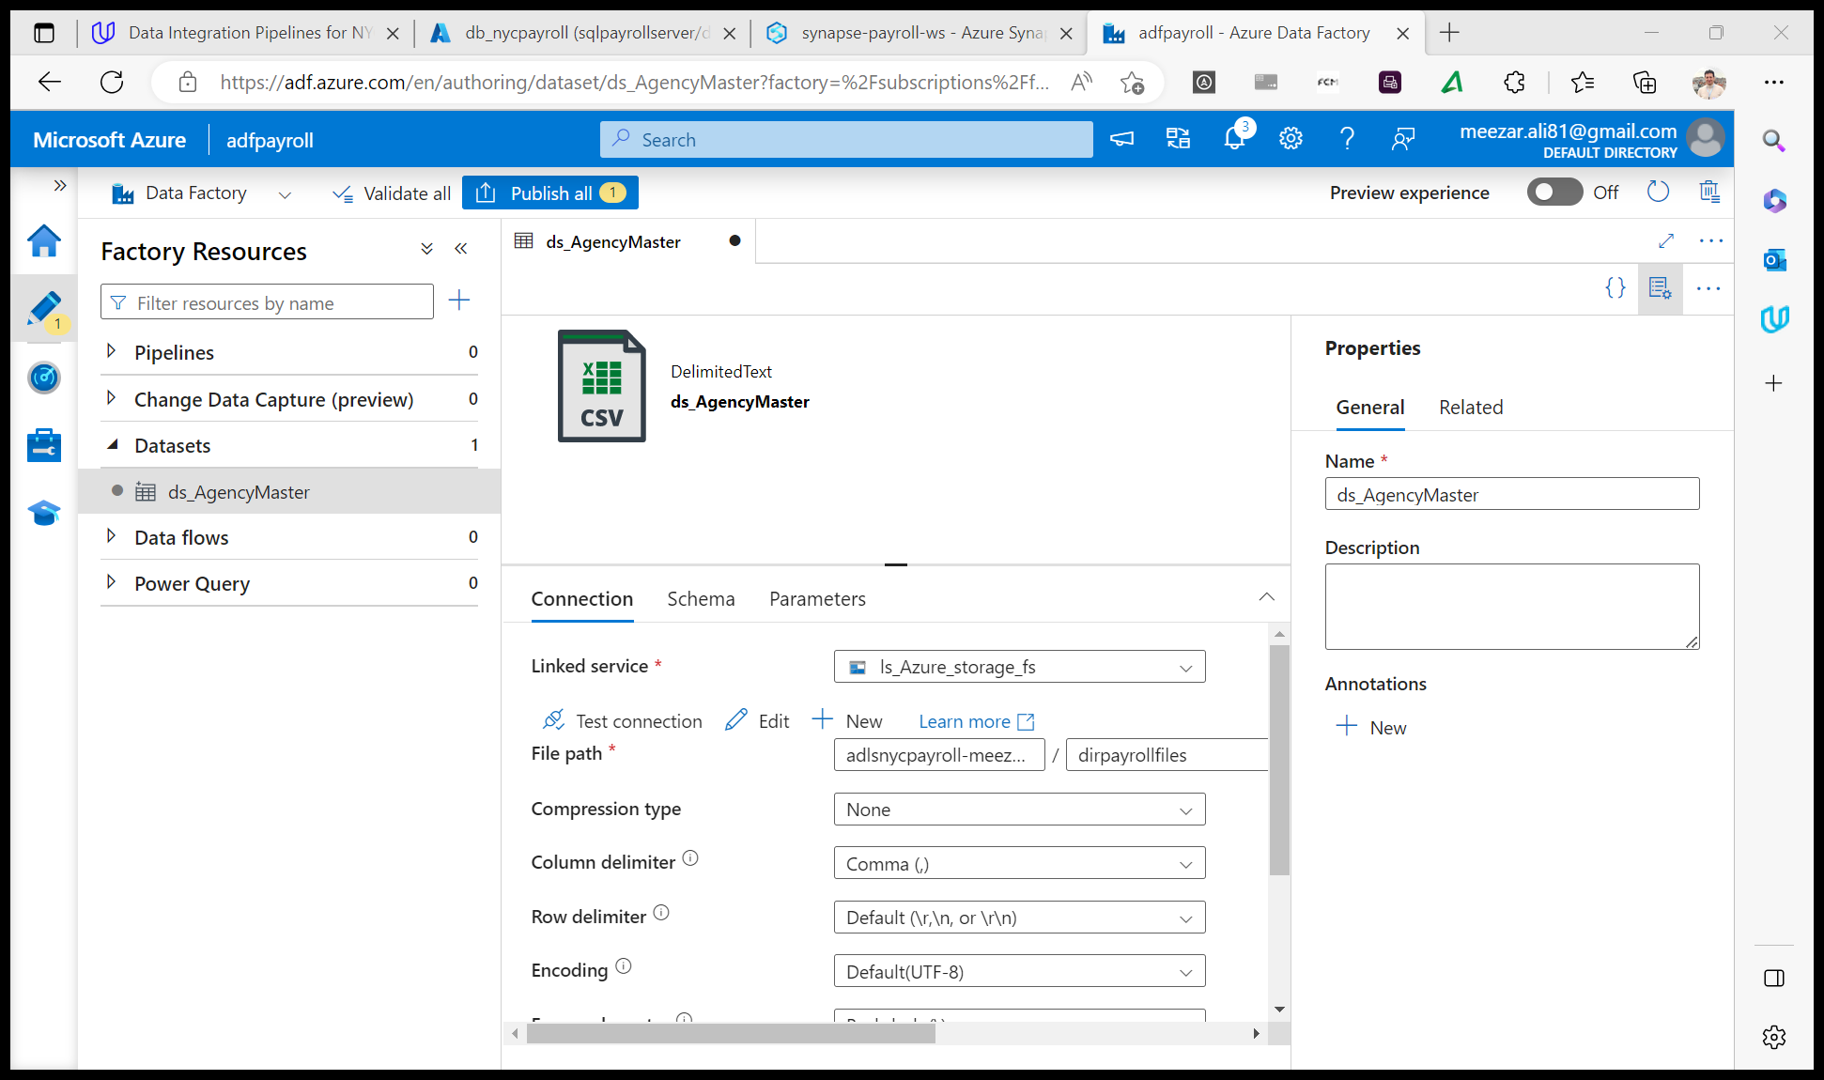 Data Integration Pipelines for NY
db_nycpayroll (sqlpayrollserver/d
synapse-payroll-ws - Azure Syna
adfpayroll - Azure Data Factory
https://adf.azure.com/en/authoring/dataset/ds_AgencyMaster?factory=%2Fsubscriptions%2Ff...
FCM
Microsoft Azure
adfpayroll
Search
3
meezar.ali81@gmail.com
DEFAULT DIRECTORY
Data Factory
Validate all
Publish all 1
Preview experience
Off
Factory Resources
Filter resources by name
1
Pipelines 0
Change Data Capture (preview) 0
Datasets 1
ds_AgencyMaster
Data flows 0
Power Query 0
ds_AgencyMaster
X
CSV
DelimitedText
ds_AgencyMaster
Connection
Schema
Parameters
Linked service *
ls_Azure_storage_fs
Test connection
Edit
New
Learn more
File path *
adlsnycpayroll-meez...
/
dirpayrollfiles
Compression type
None
Column delimiter
Comma (,)
Row delimiter
Default (\r,\n, or \r\n)
Encoding
Default(UTF-8)
Properties
General
Related
Name *
ds_AgencyMaster
Description
Annotations
New